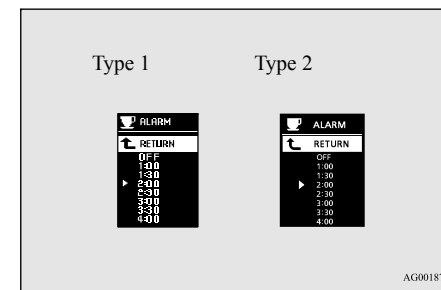 Type 1
Type 2
ALARM
RETURN
OFF
1:00
1:30
2:00
2:30
3:00
3:30
4:00
ALARM
RETURN
OFF
1:00
1:30
2:00
2:30
3:00
3:30
4:00
AG00187